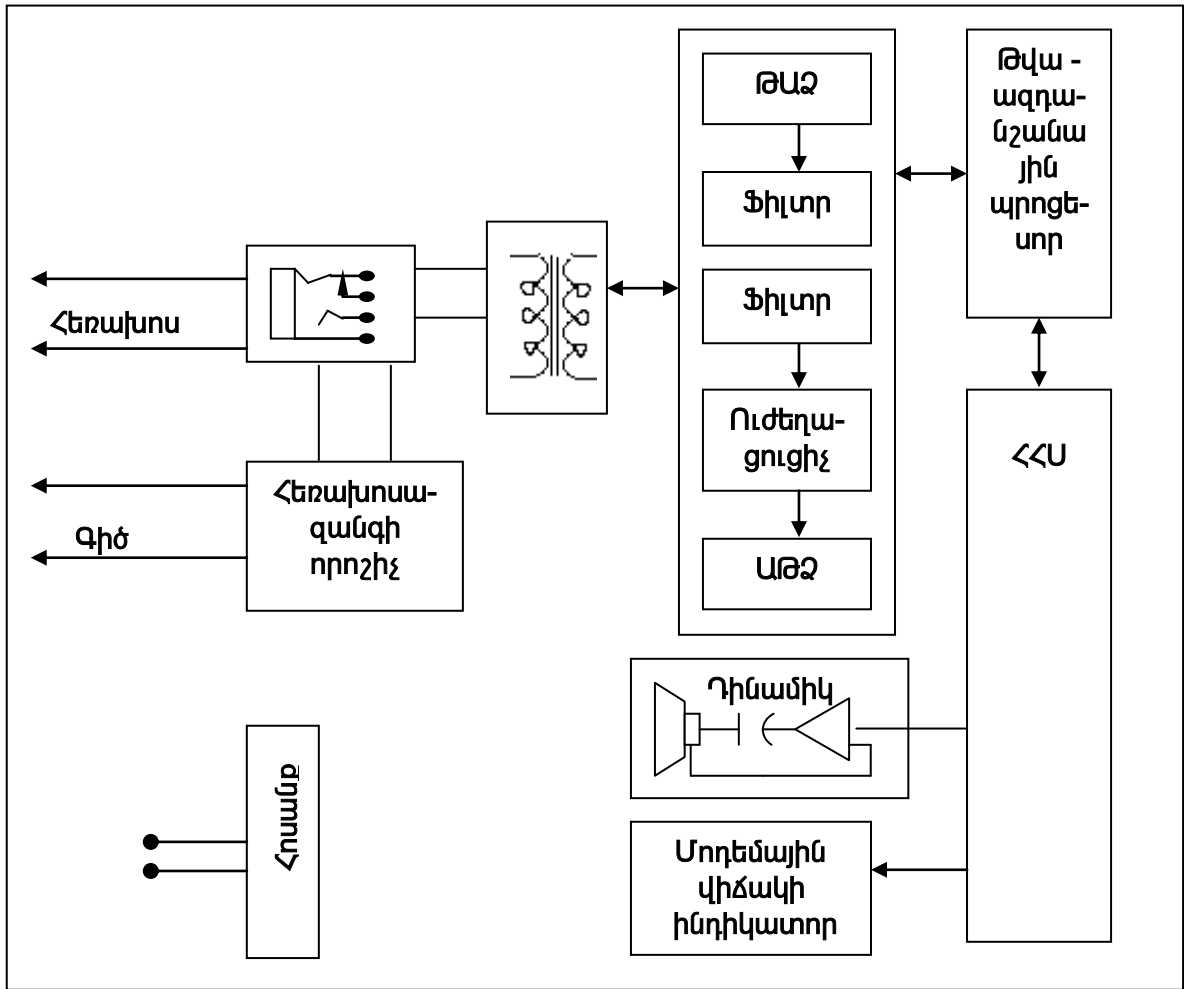 ԹԱՁ
Ֆիլտր
Ֆիլտր
Ուժեղա-
ցուցիչ
ԱԹՁ
Թվա -
ազդա-
նշանա
յին
պրոցե-
սոր
Հեռախոս
Հեռախոսա-
զանգի
որոշիչ
Գիծ
ՀՀՍ
Դինամիկ
Հոսանք
Մոդեմային
վիճակի
ինդիկատոր